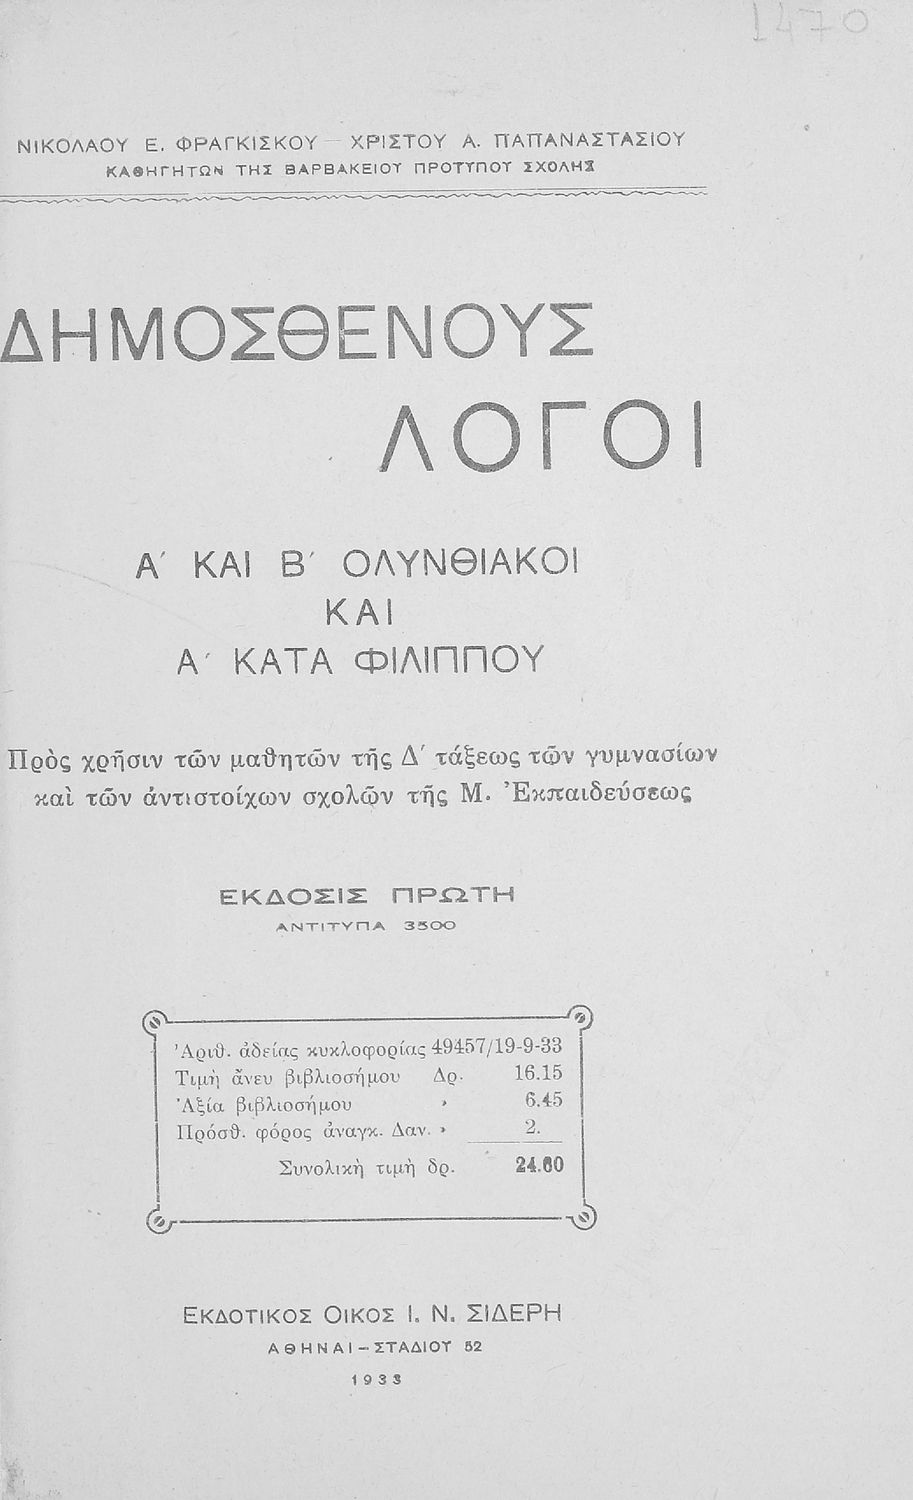 1470
ΝΙΚΟΛΑΟΥ Ε. ΦΡΑΓΚΙΣΚΟΥ — ΧΡΙΣΤΟΥ Α. ΠΑΠΑΝΑΣΤΑΣΙΟΥ
ΚΑΘΗΓΗΤΩΝ ΤΗΣ ΒΑΡΒΑΚΕΙΟΥ ΠΡΟΤΥΠΟΥ ΣΧΟΛΗΣ
ΔΗΜΟΣΘΕΝΟΥΣ
ΛΟΓΟΙ
Α΄ ΚΑΙ Β΄ ΟΛΥΝΘΙΑΚΟΙ
ΚΑΙ
Α΄ ΚΑΤΑ ΦΙΛΙΠΠΟΥ
Πρὸς χρῆσιν τῶν μαθητῶν τῆς Δ΄ τάξεως τῶν γυμνασίων
καὶ τῶν ἀντιστοίχων σχολῶν τῆς Μ. Ἐκπαιδεύσεως
ΕΚΔΟΣΙΣ ΠΡΩΤΗ
ΑΝΤΙΤΥΠΑ 3500
Ἀριθ. ἀδείας κυκλοφορίας 49457/19-9-33
Τιμὴ ἄνευ βιβλιοσήμου Δρ. 16.15
Ἀξία βιβλιοσήμου » 6.45
Πρόσθ. φόρος ἀναγκ. Δαν. » 2.
Συνολικὴ τιμὴ δρ. 24.60
ΕΚΔΟΤΙΚΟΣ ΟΙΚΟΣ Ι. Ν. ΣΙΔΕΡΗ
ΑΘΗΝΑΙ – ΣΤΑΔΙΟΥ 52
1933